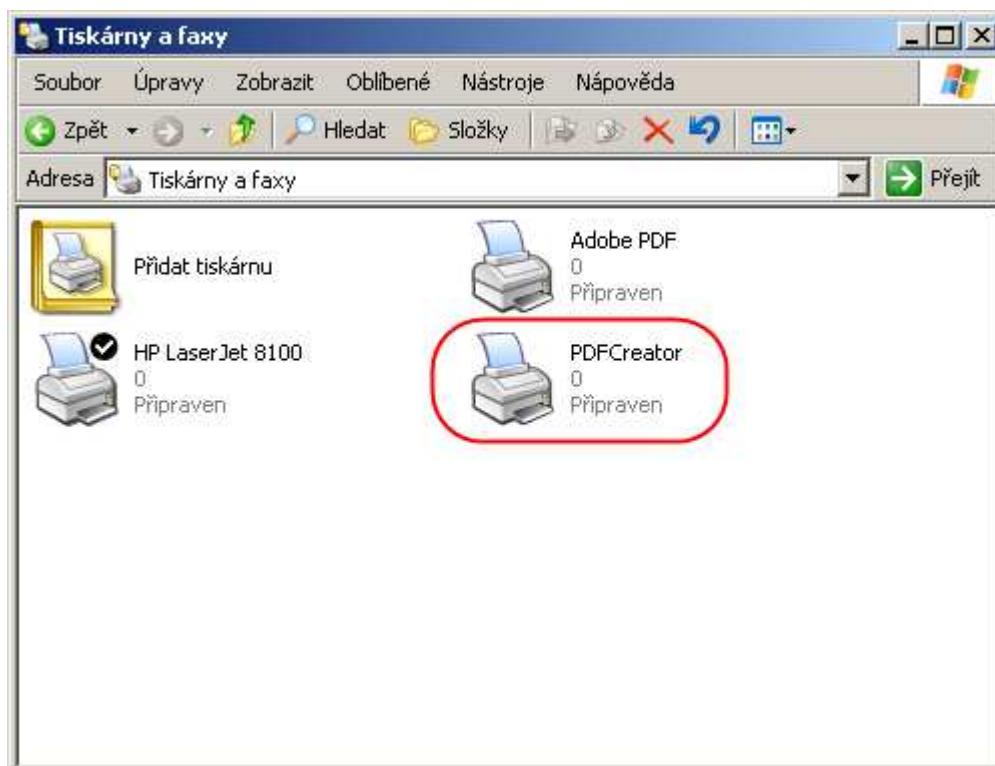 Tiskárny a faxy
Soubor Úpravy Zobrazit Oblíbené Nástroje Nápověda
Zpět Hledat Složky
Adresa Tiskárny a faxy Přejít
Přidat tiskárnu
Adobe PDF
0
Připraven
HP LaserJet 8100
0
Připraven
PDFCreator
0
Připraven